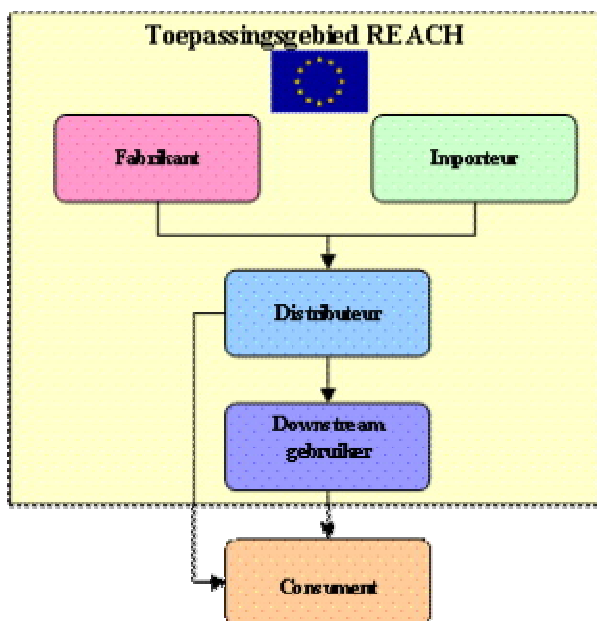 Toepassingsgebied REACH
Fabrikant
Importeur
Distributeur
Downstream
gebruiker
Consument